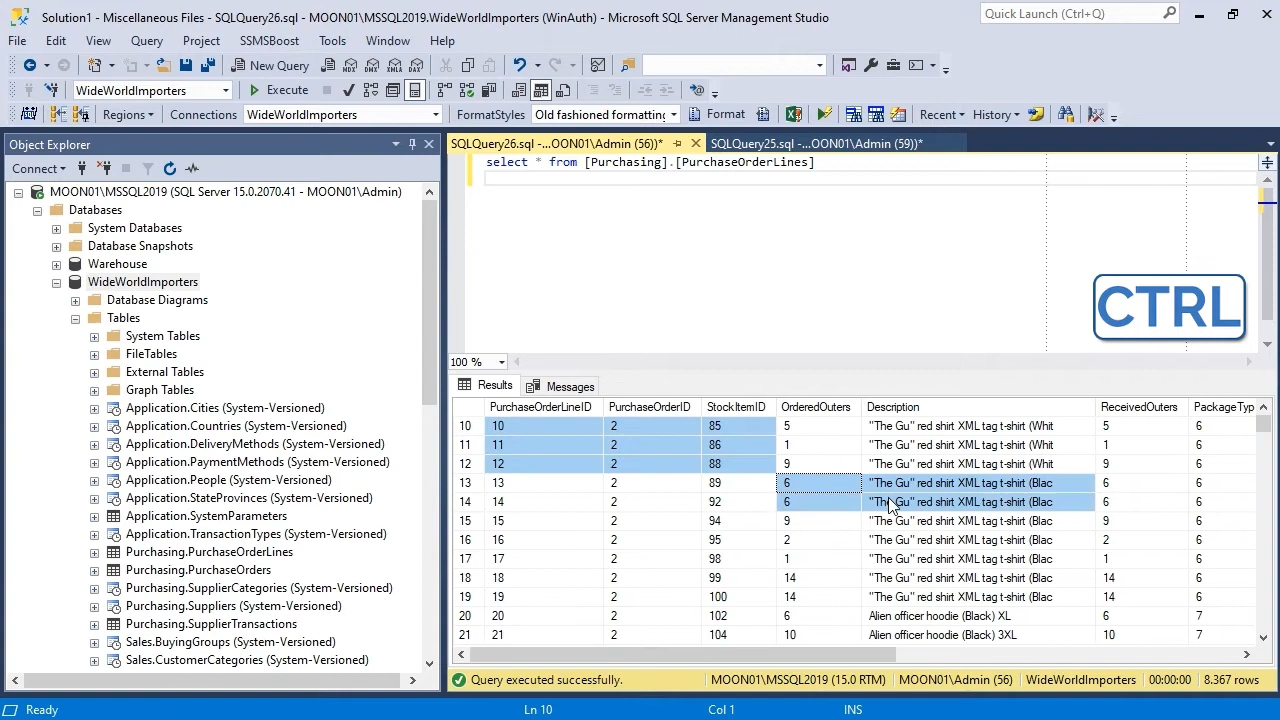 Solution1 - Miscellaneous Files - SQLQuery26.sql - MOON01\MSSQL2019.WideWorldImporters (WinAuth) - Microsoft SQL Server Management Studio
Quick Launch (Ctrl+Q)
File Edit View Query Project SSMSBoost Tools Window Help
New Query
MDX DMX XMLA DAX
WideWorldImporters Execute
Regions Connections WideWorldImporters FormatStyles Old fashioned formatting Format Recent History
Object Explorer
Connect
MOON01\MSSQL2019 (SQL Server 15.0.2070.41 - MOON01\Admin)
Databases
System Databases
Database Snapshots
Warehouse
WideWorldImporters
Database Diagrams
Tables
System Tables
FileTables
External Tables
Graph Tables
Application.Cities (System-Versioned)
Application.Countries (System-Versioned)
Application.DeliveryMethods (System-Versioned)
Application.PaymentMethods (System-Versioned)
Application.People (System-Versioned)
Application.StateProvinces (System-Versioned)
Application.SystemParameters
Application.TransactionTypes (System-Versioned)
Purchasing.PurchaseOrderLines
Purchasing.PurchaseOrders
Purchasing.SupplierCategories (System-Versioned)
Purchasing.Suppliers (System-Versioned)
Purchasing.SupplierTransactions
Sales.BuyingGroups (System-Versioned)
Sales.CustomerCategories (System-Versioned)
SQLQuery26.sql -...OON01\Admin (56))* SQLQuery25.sql -...OON01\Admin (59))*
select * from [Purchasing].[PurchaseOrderLines]
CTRL
100 %
Results Messages
PurchaseOrderLineID PurchaseOrderID StockItemID OrderedOuters Description ReceivedOuters PackageTyp
10 10 2 85 5 "The Gu" red shirt XML tag t-shirt (Whit 5 6
11 11 2 86 1 "The Gu" red shirt XML tag t-shirt (Whit 1 6
12 12 2 88 9 "The Gu" red shirt XML tag t-shirt (Whit 9 6
13 13 2 89 6 "The Gu" red shirt XML tag t-shirt (Blac 6 6
14 14 2 92 6 "The Gu" red shirt XML tag t-shirt (Blac 6 6
15 15 2 94 9 "The Gu" red shirt XML tag t-shirt (Blac 9 6
16 16 2 95 2 "The Gu" red shirt XML tag t-shirt (Blac 2 6
17 17 2 98 1 "The Gu" red shirt XML tag t-shirt (Blac 1 6
18 18 2 99 14 "The Gu" red shirt XML tag t-shirt (Blac 14 6
19 19 2 100 14 "The Gu" red shirt XML tag t-shirt (Blac 14 6
20 20 2 102 6 Alien officer hoodie (Black) XL 6 7
21 21 2 104 10 Alien officer hoodie (Black) 3XL 10 7
Query executed successfully. MOON01\MSSQL2019 (15.0 RTM) MOON01\Admin (56) WideWorldImporters 00:00:00 8.367 rows
Ready Ln 10 Col 1 INS